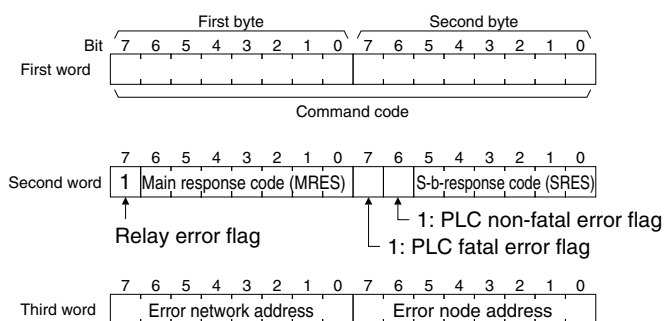 First byte Second byte
Bit 7 6 5 4 3 2 1 0 7 6 5 4 3 2 1 0
First word
Command code
7 6 5 4 3 2 1 0 7 6 5 4 3 2 1 0
Second word 1 Main response code (MRES) S-b-response code (SRES)
1: PLC non-fatal error flag
Relay error flag
1: PLC fatal error flag
7 6 5 4 3 2 1 0 7 6 5 4 3 2 1 0
Third word Error network address Error node address